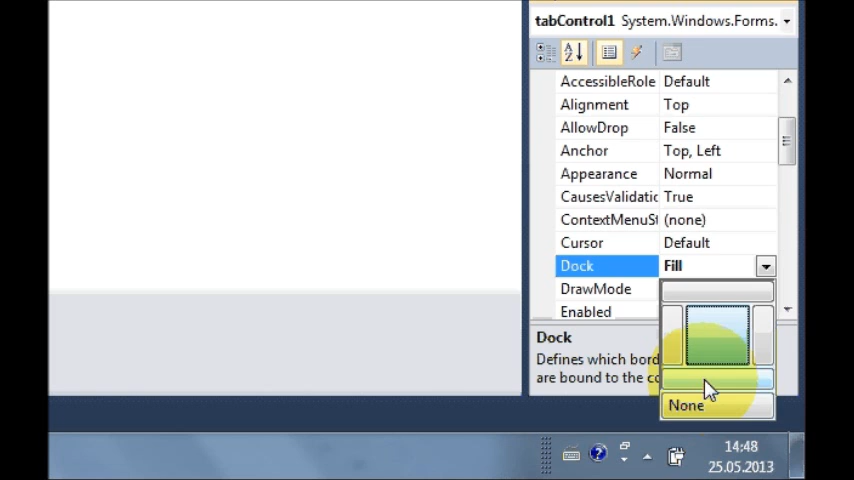 tabControl1 System.Windows.Forms.
A
Z
AccessibleRole Default
Alignment Top
AllowDrop False
Anchor Top, Left
Appearance Normal
CausesValidatic True
ContextMenuSt (none)
Cursor Default
Dock Fill
DrawMode
Enabled
Dock
Defines which bord
are bound to the co
None
14:48
25.05.2013